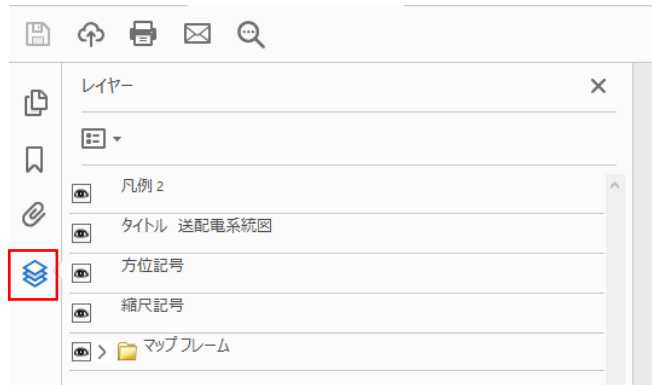 レイヤー
凡例 2
タイトル 送配電系統図
方位記号
縮尺記号
マップ フレーム